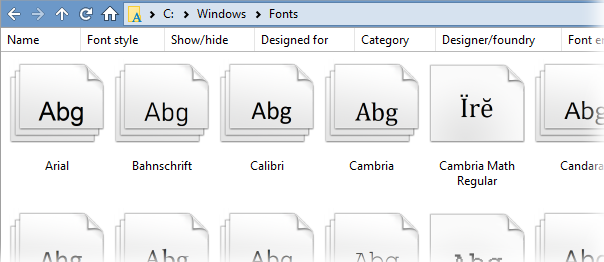 C: Windows Fonts
Name Font style Show/hide Designed for Category Designer/foundry Font
Abg Abg Abg Abg Ïrĕ Abg
Arial Bahnschrift Calibri Cambria Cambria Math Candara
Regular
Abg Abg Abg Abg Abg